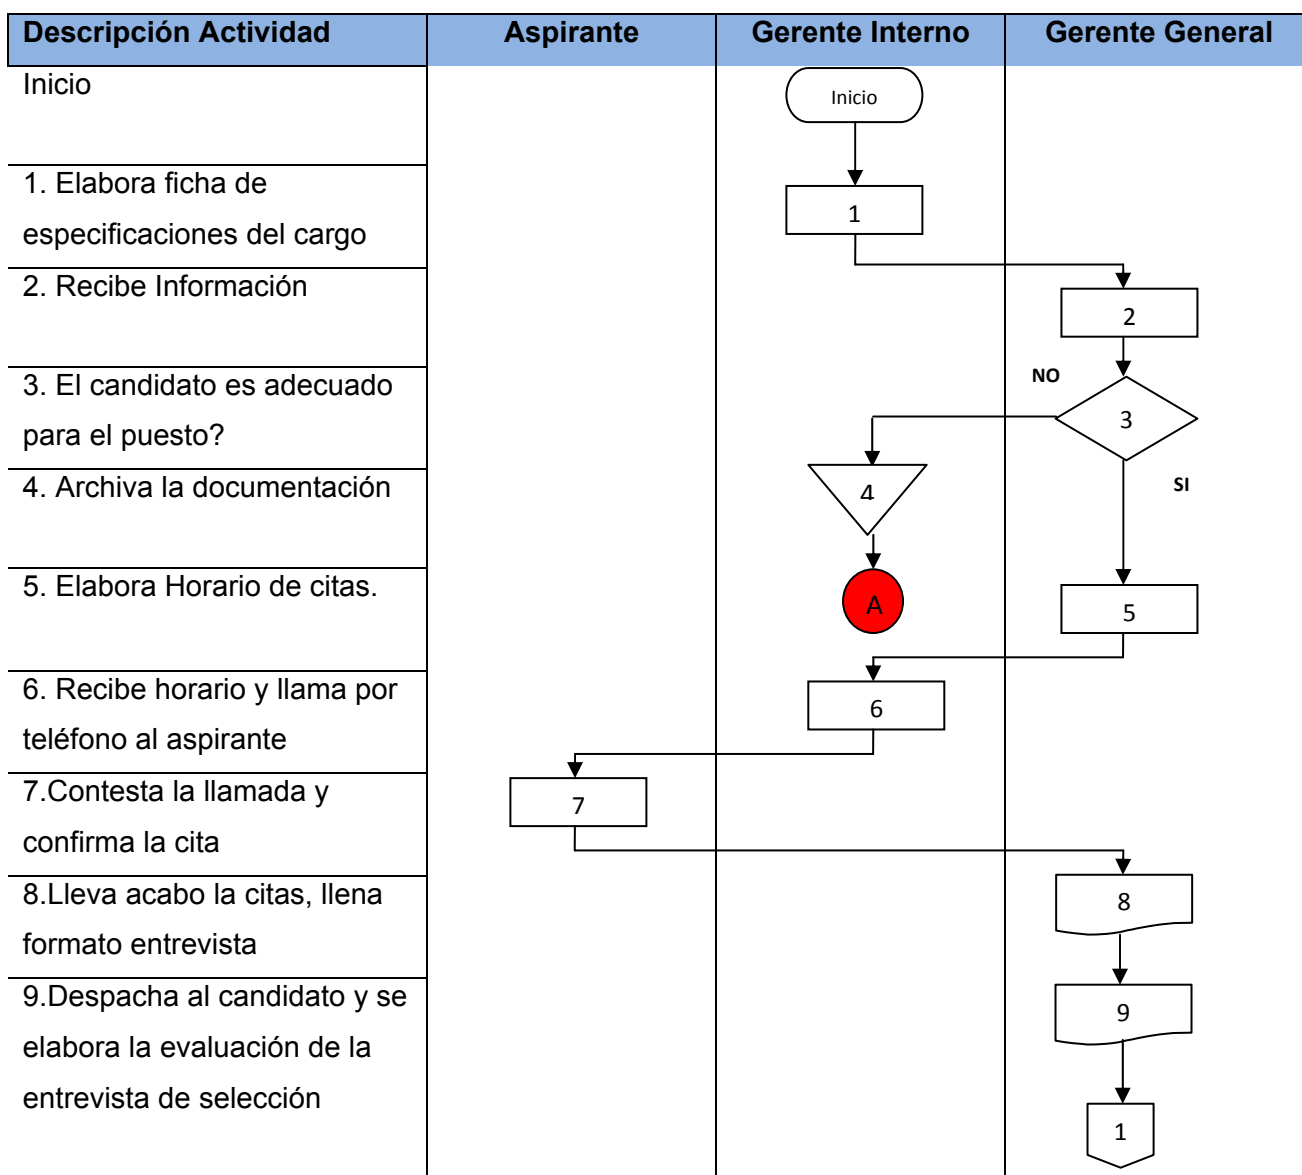 Descripción Actividad Aspirante Gerente Interno Gerente General
Inicio
Inicio
1. Elabora ficha de
especificaciones del cargo
1
2. Recibe Información
2
3. El candidato es adecuado
para el puesto?
NO
3
4. Archiva la documentación
4
SI
5. Elabora Horario de citas.
A
5
6. Recibe horario y llama por
teléfono al aspirante
6
7.Contesta la llamada y
confirma la cita
7
8.Lleva acabo la citas, llena
formato entrevista
8
9.Despacha al candidato y se
elabora la evaluación de la
entrevista de selección
9
1